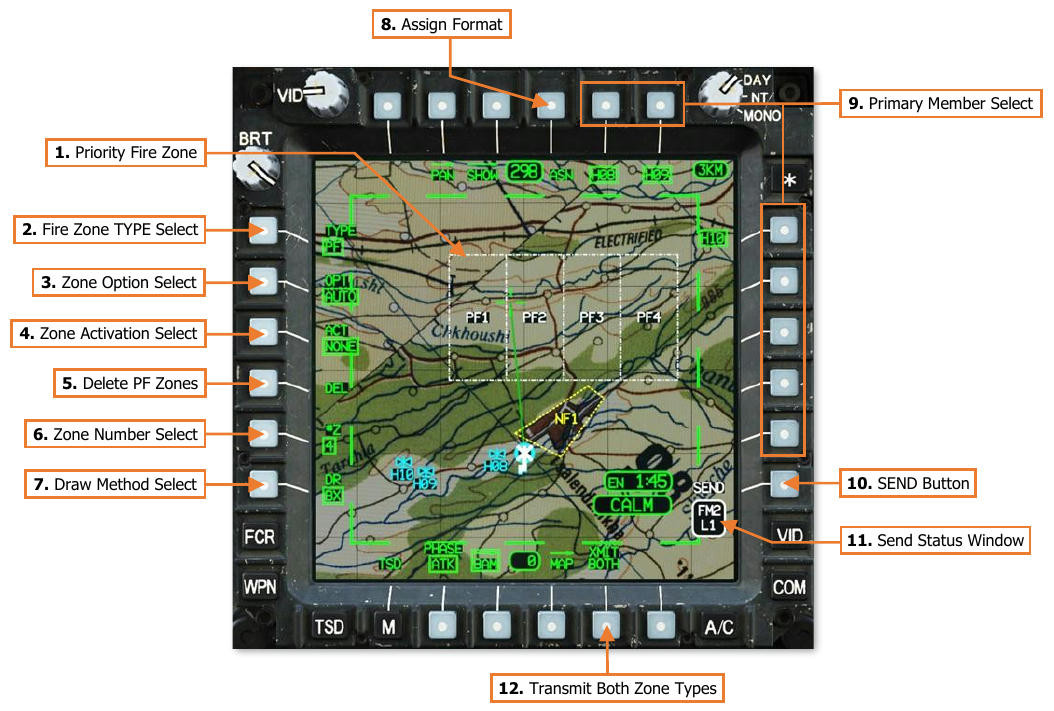 8. Assign Format
9. Primary Member Select
1. Priority Fire Zone
2. Fire Zone TYPE Select
3. Zone Option Select
4. Zone Activation Select
5. Delete PF Zones
6. Zone Number Select
7. Draw Method Select
10. SEND Button
11. Send Status Window
12. Transmit Both Zone Types
VID
DAY
NT/
MONO
BRT
*
PAN SHOW 298 ASN H08 H09 3KM
TYPE
PF
ELECTRIFIED
H10
OPT
AUTO
PF1 PF2 PF3 PF4
Chkhoushi
ACT
NONE
DEL
NF1
#Z
4
H10
H09
H08
DR
BX
EN 1:45
CALM
SEND
FM2
L1
PHASE
XMIT
TSD ATK BAM 0 MAP BOTH
FCR
VID
WPN
COM
TSD M A/C